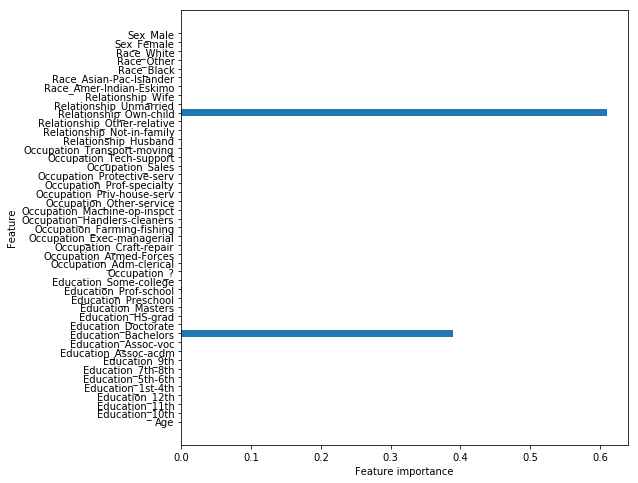 Sex_Male
Sex_Female
Race_White
Race_Other
Race_Black
Race_Asian-Pac-Islander
Race_Amer-Indian-Eskimo
Relationship_Wife
Relationship_Unmarried
Relationship_Own-child
Relationship_Other-relative
Relationship_Not-in-family
Relationship_Husband
Occupation_Transport-moving
Occupation_Tech-support
Occupation_Sales
Occupation_Protective-serv
Occupation_Prof-specialty
Occupation_Priv-house-serv
Occupation_Other-service
Occupation_Machine-op-inspct
Occupation_Handlers-cleaners
Occupation_Farming-fishing
Occupation_Exec-managerial
Occupation_Craft-repair
Occupation_Armed-Forces
Occupation_Adm-clerical
Occupation_?
Education_Some-college
Education_Prof-school
Education_Preschool
Education_Masters
Education_HS-grad
Education_Doctorate
Education_Bachelors
Education_Assoc-voc
Education_Assoc-acdm
Education_9th
Education_7th-8th
Education_5th-6th
Education_1st-4th
Education_12th
Education_11th
Education_10th
Age
Feature
0.0 0.1 0.2 0.3 0.4 0.5 0.6
Feature importance